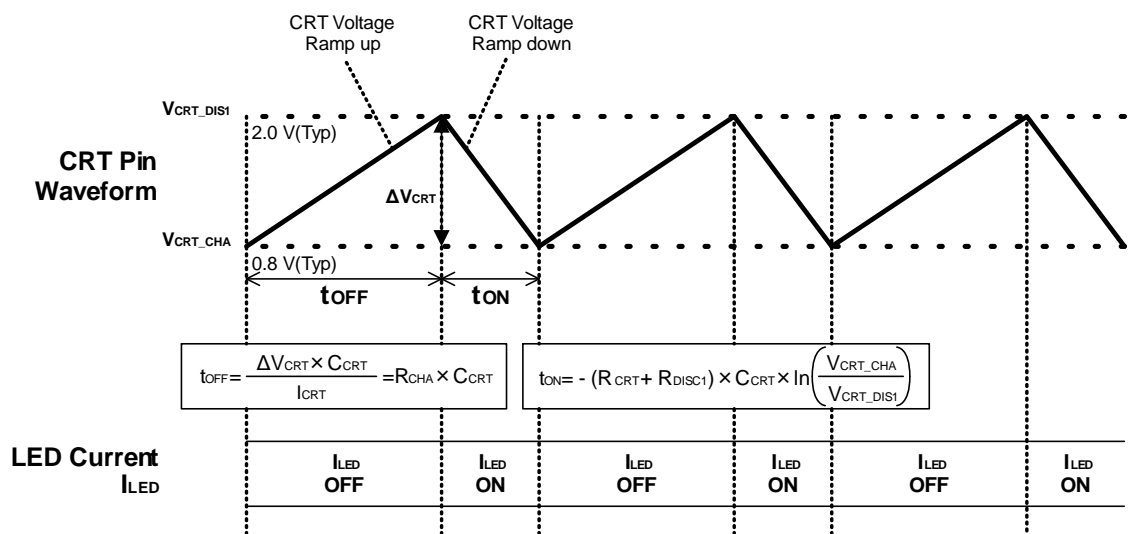 CRT Voltage
Ramp up
CRT Voltage
Ramp down
VCRT_DIS1
2.0 V(Typ)
CRT Pin
Waveform
ΔVCRT
VCRT_CHA
0.8 V(Typ)
tOFF
tON
tOFF= ΔVCRT × CCRT / ICRT =RCHA × CCRT
tON= - (RCRT+ RDISC1) × CCRT × ln(VCRT_CHA / VCRT_DIS1)
LED Current
ILED
ILED
OFF
ILED
ON
ILED
OFF
ILED
ON
ILED
OFF
ILED
ON